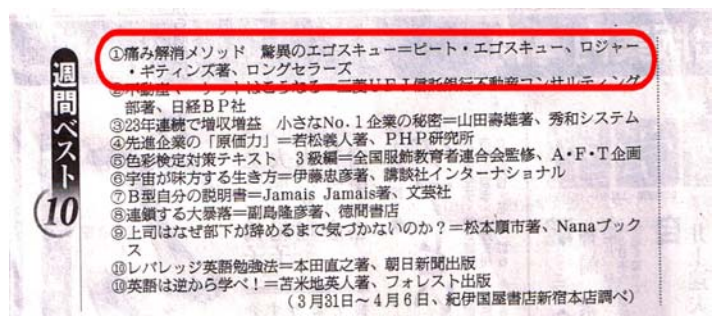 週間ベスト10
①痛み解消メソッド 驚異のエゴスキュー=ピート・エゴスキュー、ロジャー
・ギティンズ著、ロングセラーズ
部著、日経BP社
③23年連続で増収増益 小さなNo.1企業の秘密=山田壽雄著、秀和システム
④先進企業の「原価力」=若松義人著、PHP研究所
⑤色彩検定対策テキスト 3級編=全国服飾教育者連合会監修、A・F・T企画
⑥宇宙が味方する生き方=伊藤忠彦著、講談社インターナショナル
⑦B型自分の説明書=Jamais Jamais著、文芸社
⑧連鎖する大暴落=副島隆彦著、徳間書店
⑨上司はなぜ部下が辞めるまで気づかないのか?=松本順市著、Nanaブック
ス
⑩レバレッジ英語勉強法=本田直之著、朝日新聞出版
⑩英語は逆から学べ!=苫米地英人著、フォレスト出版
(3月31日〜4月6日、紀伊国屋書店新宿本店調べ)